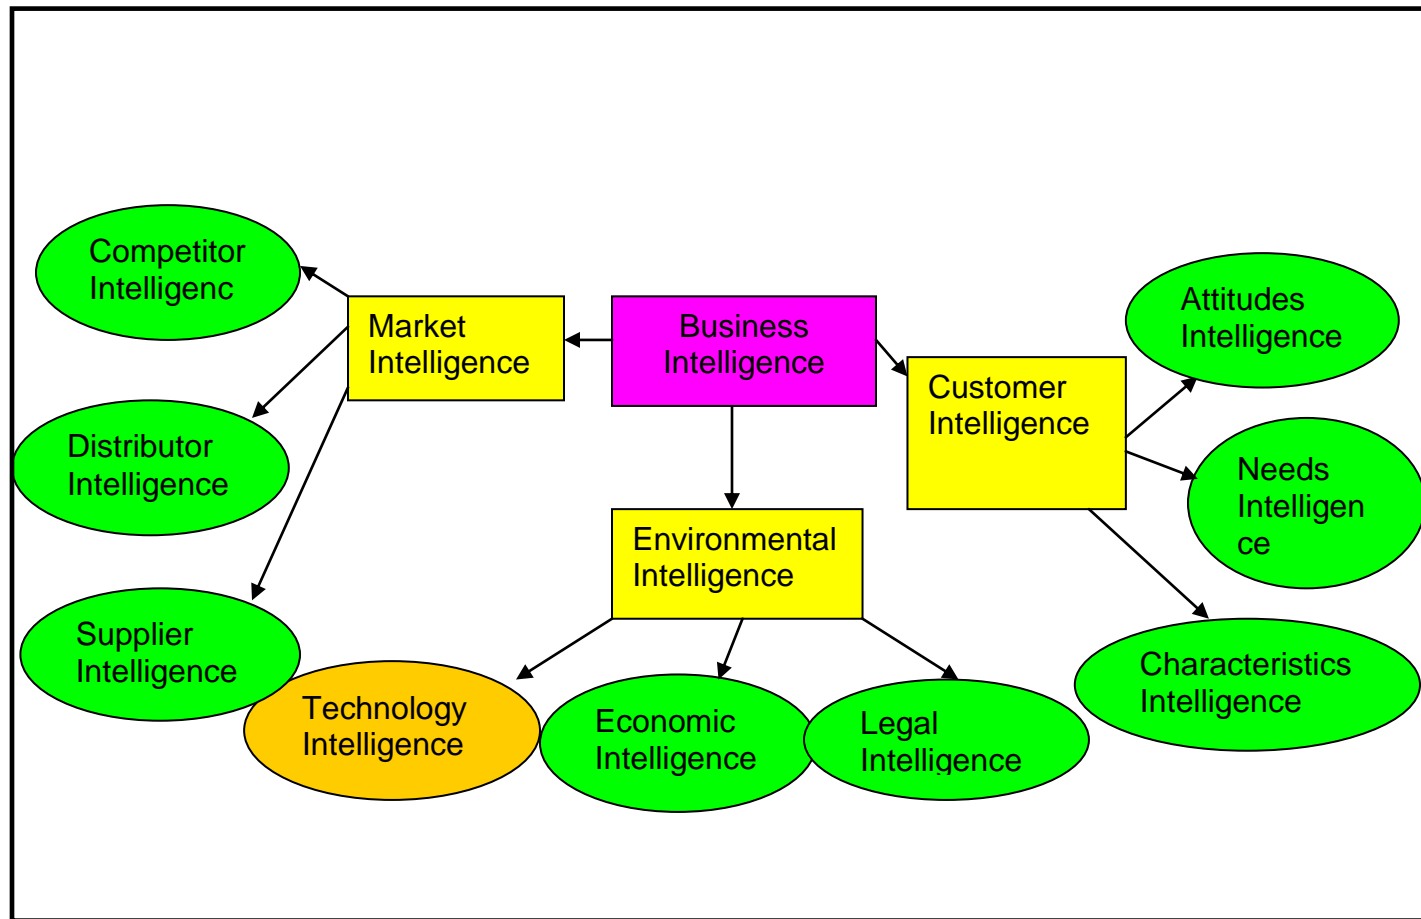 Competitor
Intelligenc
Market
Intelligence
Business
Intelligence
Attitudes
Intelligence
Customer
Intelligence
Distributor
Intelligence
Needs
Intelligen
ce
Environmental
Intelligence
Supplier
Intelligence
Characteristics
Intelligence
Technology
Intelligence
Economic
Intelligence
Legal
Intelligence